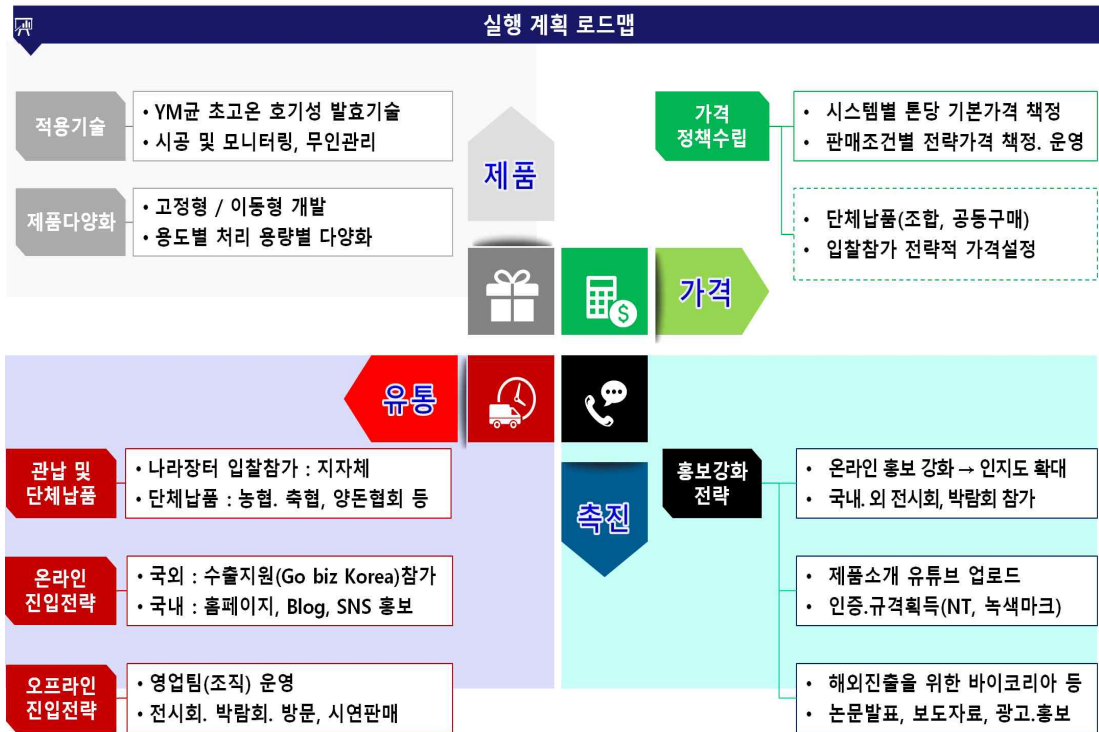 실행 계획 로드맵
적용기술
• YM균 초고온 호기성 발효기술
• 시공 및 모니터링, 무인관리
제품다양화
• 고정형 / 이동형 개발
• 용도별 처리 용량별 다양화
제품
가격
정책수립
• 시스템별 톤당 기본가격 책정
• 판매조건별 전략가격 책정. 운영
• 단체납품(조합, 공동구매)
• 입찰참가 전략적 가격설정
$
가격
유통
관납 및
단체납품
• 나라장터 입찰참가 : 지자체
• 단체납품 : 농협. 축협, 양돈협회 등
온라인
진입전략
• 국외 : 수출지원(Go biz Korea)참가
• 국내 : 홈페이지, Blog, SNS 홍보
오프라인
진입전략
• 영업팀(조직) 운영
• 전시회. 박람회. 방문, 시연판매
촉진
홍보강화
전략
• 온라인 홍보 강화 → 인지도 확대
• 국내. 외 전시회, 박람회 참가
• 제품소개 유튜브 업로드
• 인증.규격획득(NT, 녹색마크)
• 해외진출을 위한 바이코리아 등
• 논문발표, 보도자료, 광고.홍보